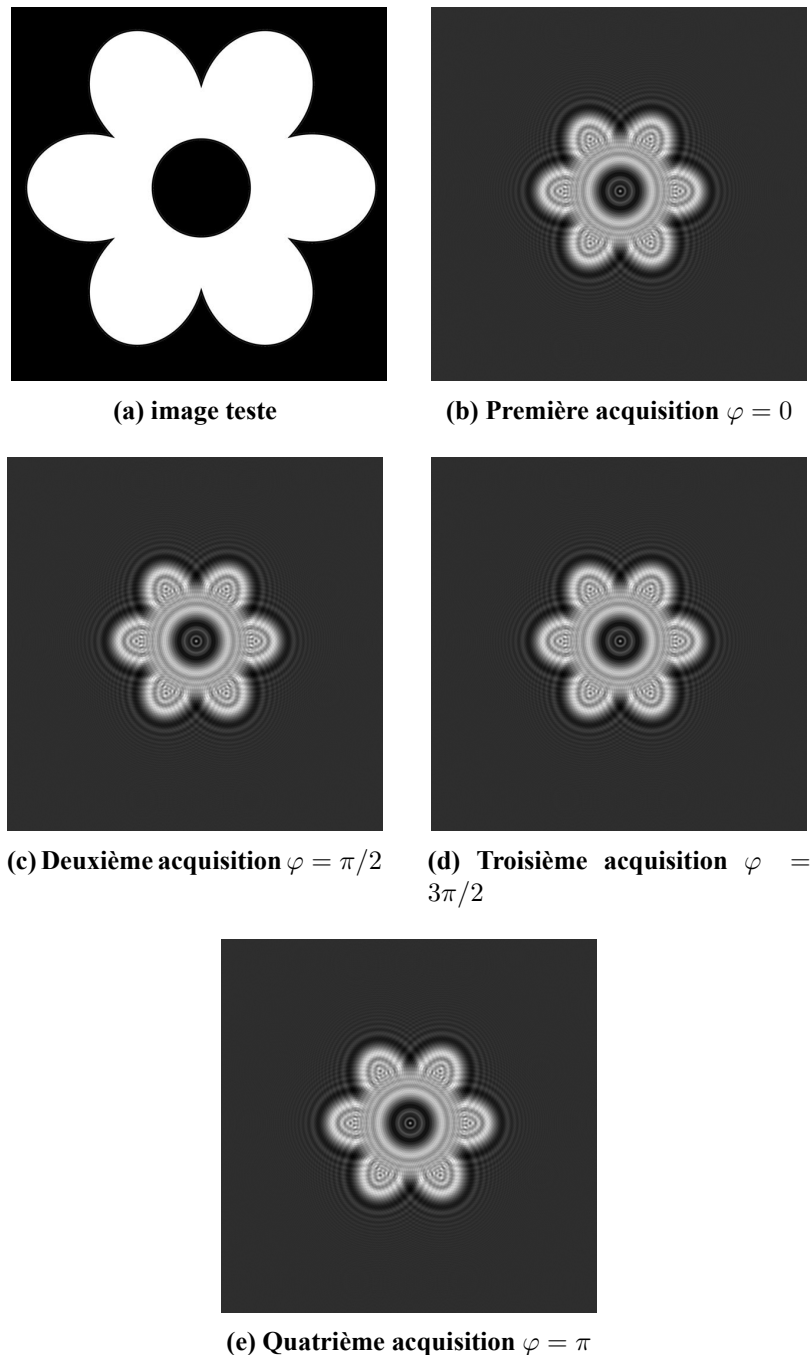 (a) image teste
(b) Première acquisition φ = 0
(c) Deuxième acquisition φ = π/2
(d) Troisième acquisition φ =
3π/2
(e) Quatrième acquisition φ = π